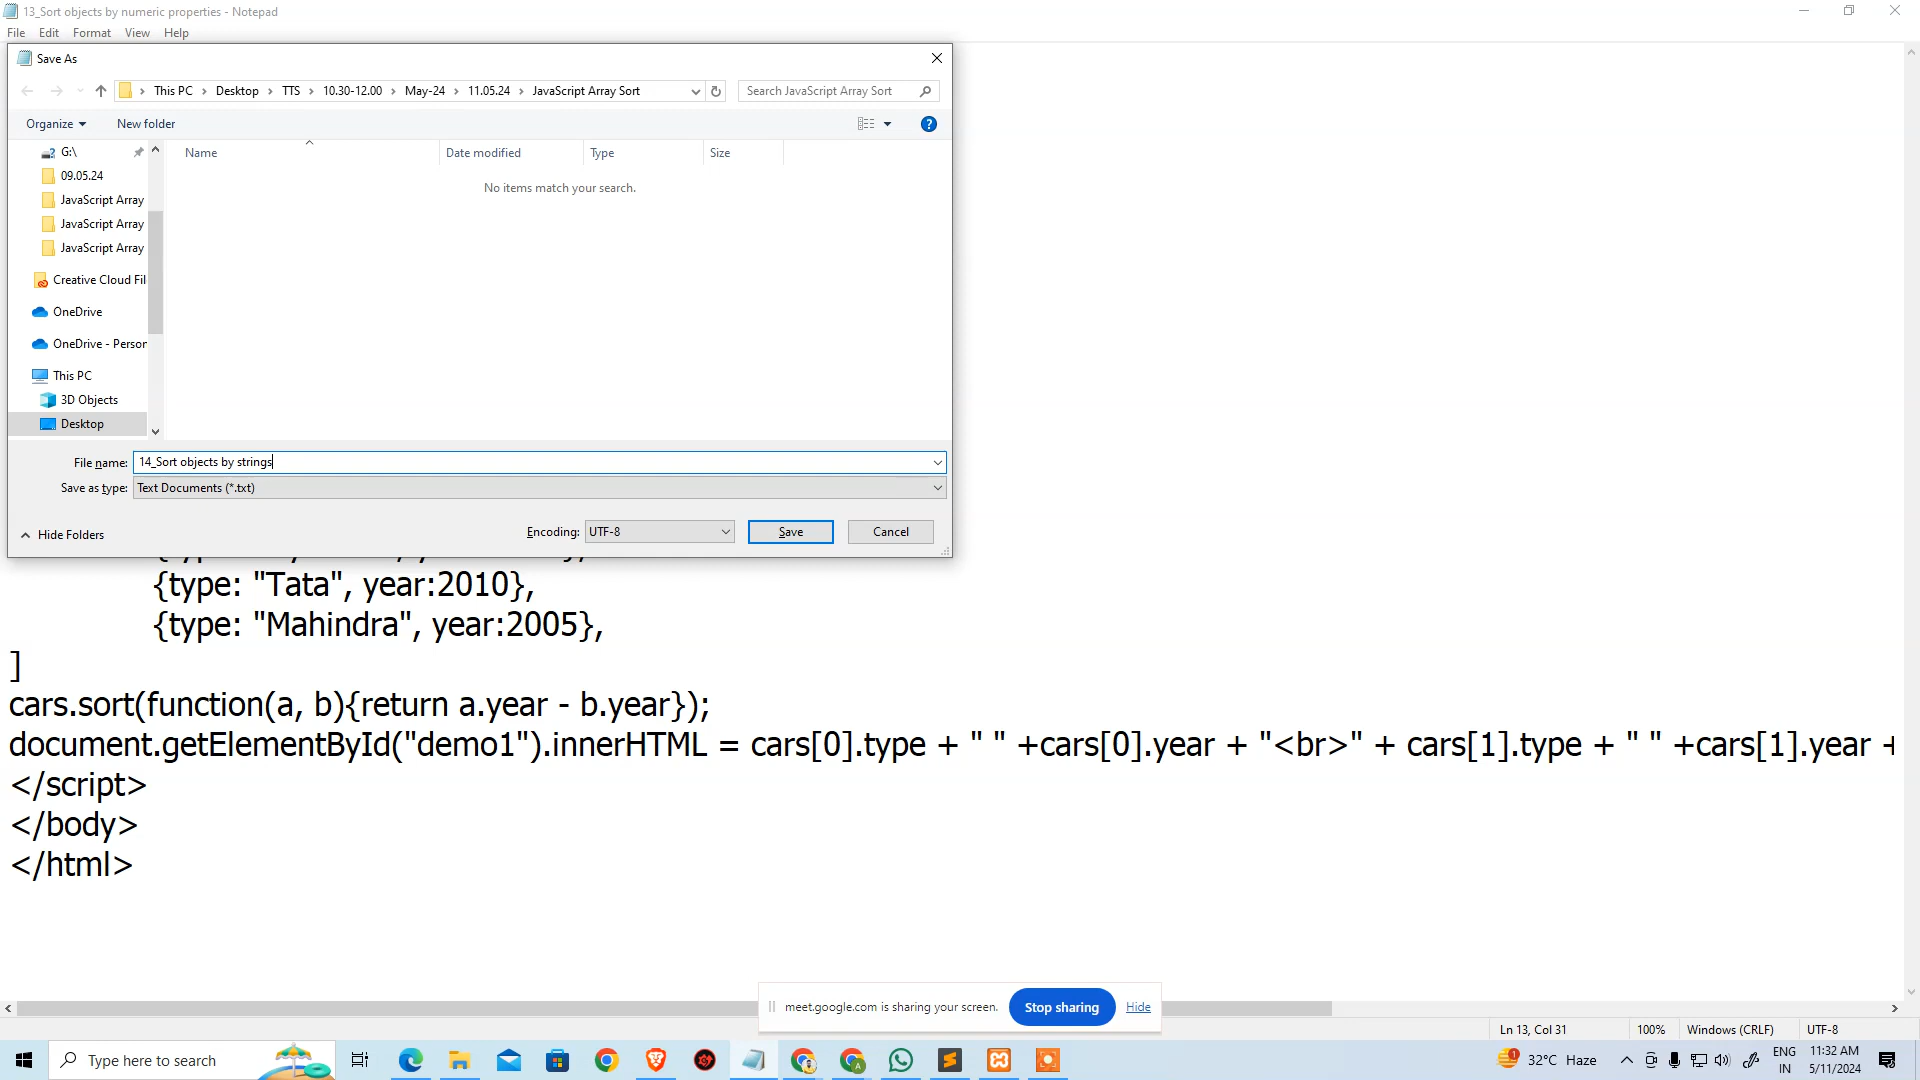 13_Sort objects by numeric properties - Notepad
File Edit Format View Help
Save As
This PC Desktop TTS 10.30-12.00 May-24 11.05.24 JavaScript Array Sort
Search JavaScript Array Sort
Organize New folder
Name Date modified Type Size
No items match your search.
G:\
09.05.24
JavaScript Array
JavaScript Array
JavaScript Array
Creative Cloud Fil
OneDrive
OneDrive - Person
This PC
3D Objects
Desktop
File name: 14_Sort objects by strings
Save as type: Text Documents (*.txt)
Hide Folders
Encoding: UTF-8 Save Cancel
{type: "Tata", year:2010},
{type: "Mahindra", year:2005},
]
cars.sort(function(a, b){return a.year - b.year});
document.getElementById("demo1").innerHTML = cars[0].type + " " +cars[0].year + "<br>" + cars[1].type + " " +cars[1].year +
</script>
</body>
</html>
meet.google.com is sharing your screen. Stop sharing Hide
Ln 13, Col 31 100% Windows (CRLF) UTF-8
Type here to search
32°C Haze
ENG
IN
11:32 AM
5/11/2024